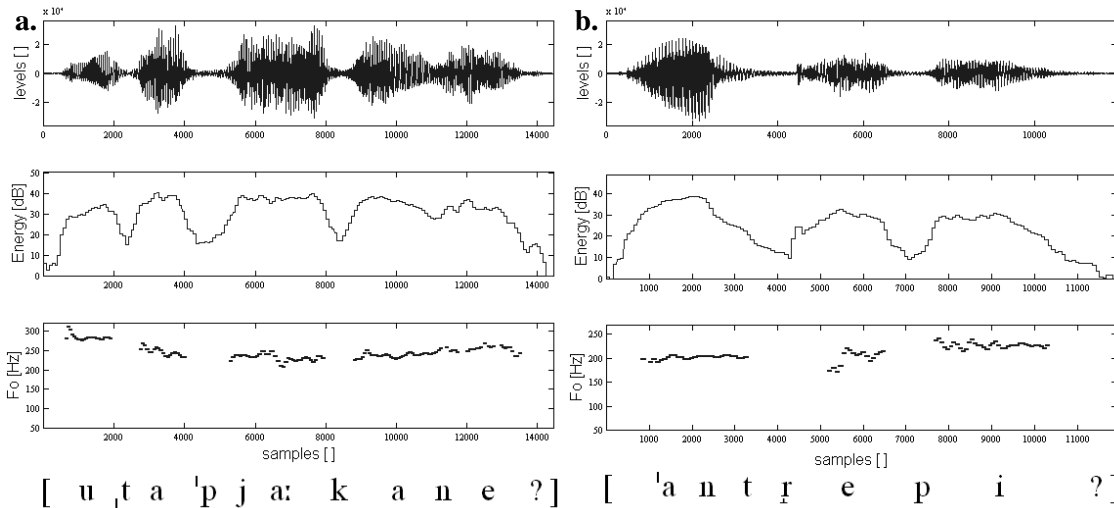 a.
x 10⁴
levels [ ]
2
0
-2
0 2000 4000 6000 8000 10000 12000 14000
Energy [dB]
50
40
30
20
10
0
2000 4000 6000 8000 10000 12000 14000
Fo [Hz]
300
250
200
150
100
50
2000 4000 6000 8000 10000 12000 14000
samples [ ]
[ u ˌt a ˈp j aː k a n e ? ]
b.
x 10⁴
levels [ ]
2
0
-2
0 2000 4000 6000 8000 10000
Energy [dB]
40
30
20
10
0
1000 2000 3000 4000 5000 6000 7000 8000 9000 10000 11000
Fo [Hz]
250
200
150
100
50
1000 2000 3000 4000 5000 6000 7000 8000 9000 10000 11000
samples [ ]
[ ˈa n t r̠ e p i ? ]